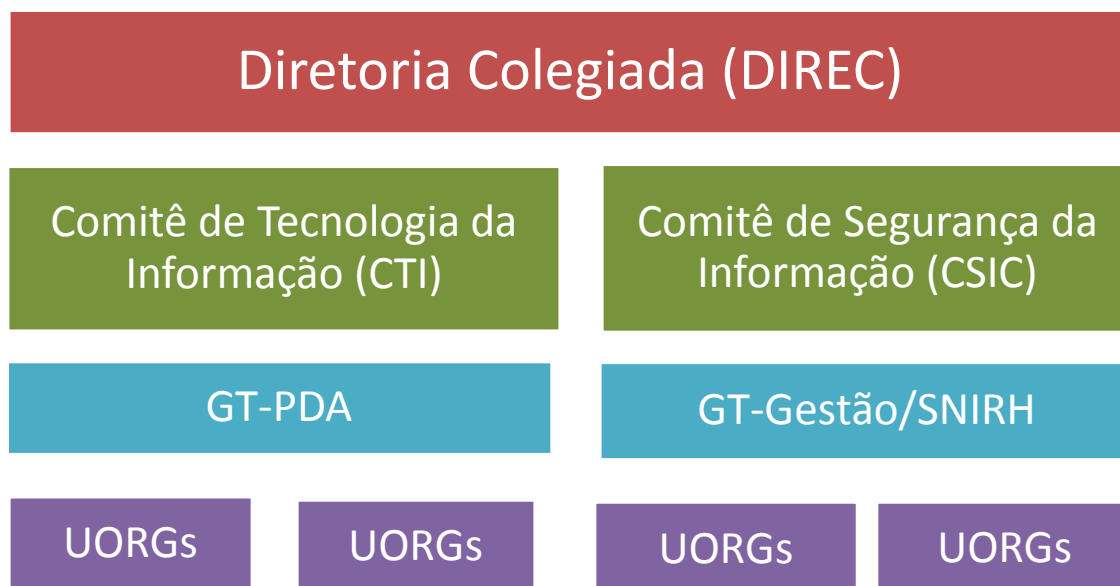 Diretoria Colegiada (DIREC)
Comitê de Tecnologia da
Informação (CTI)
Comitê de Segurança da
Informação (CSIC)
GT-PDA
GT-Gestão/SNIRH
UORGs
UORGs
UORGs
UORGs